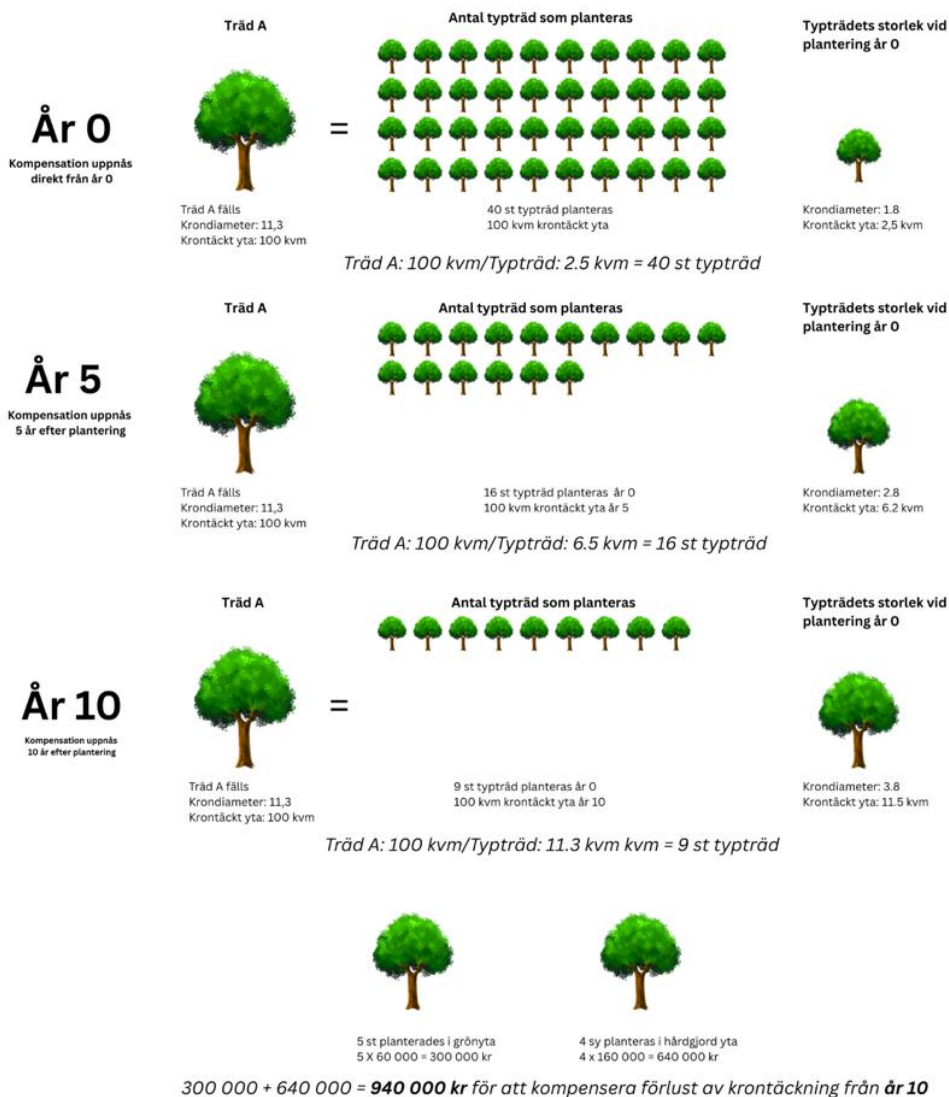 Träd A
Antal typträd som planteras
Typträdets storlek vid
plantering år 0
År 0
Kompensation uppnås
direkt från år 0
=
Träd A fälls
Krondiameter: 11,3
Krontäckt yta: 100 kvm
40 st typträd planteras
100 kvm krontäckt yta
Krondiameter: 1.8
Krontäckt yta: 2,5 kvm
Träd A: 100 kvm/Typträd: 2.5 kvm = 40 st typträd
Träd A
Antal typträd som planteras
Typträdets storlek vid
plantering år 0
År 5
Kompensation uppnås
5 år efter plantering
Träd A fälls
Krondiameter: 11,3
Krontäckt yta: 100 kvm
16 st typträd planteras år 0
100 kvm krontäckt yta år 5
Krondiameter: 2.8
Krontäckt yta: 6.2 kvm
Träd A: 100 kvm/Typträd: 6.5 kvm = 16 st typträd
Träd A
Antal typträd som planteras
Typträdets storlek vid
plantering år 0
År 10
Kompensation uppnås
10 år efter plantering
=
Träd A fälls
Krondiameter: 11,3
Krontäckt yta: 100 kvm
9 st typträd planteras år 0
100 kvm krontäckt yta år 10
Krondiameter: 3.8
Krontäckt yta: 11.5 kvm
Träd A: 100 kvm/Typträd: 11.3 kvm kvm = 9 st typträd
5 st planterades i grönyta
5 X 60 000 = 300 000 kr
4 sy planteras i hårdgjord yta
4 x 160 000 = 640 000 kr
300 000 + 640 000 = 940 000 kr för att kompensera förlust av krontäckning från år 10